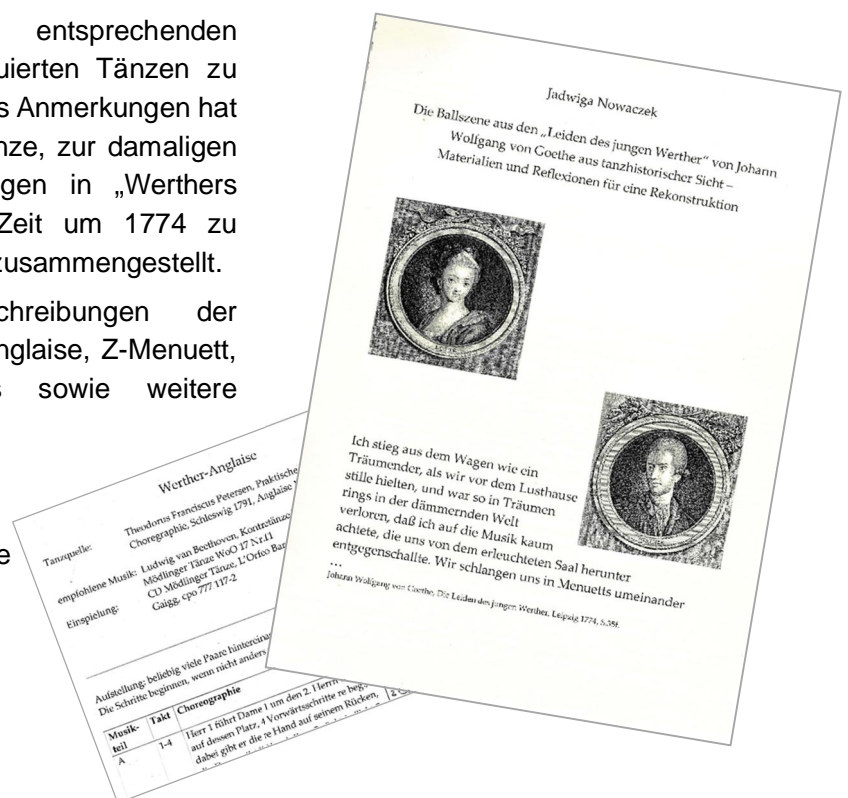 entsprechenden
uierten Tänzen zu
s Anmerkungen hat
nze, zur damaligen
gen in „Werthers
Zeit um 1774 zu
zusammengestellt.
chreibungen der
nglaise, Z-Menuett,
s sowie weitere
e
Jadwiga Nowaczek
Die Ballszene aus den „Leiden des jungen Werther“ von Johann
Wolfgang von Goethe aus tanzhistorischer Sicht –
Materialien und Reflexionen für eine Rekonstruktion
Ich stieg aus dem Wagen wie ein
Träumender, als wir vor dem Lusthause
stille hielten, und war so in Träumen
rings in der dämmernden Welt
verloren, daß ich auf die Musik kaum
achtete, die uns von dem erleuchteten Saal herunter
entgegenschallte. Wir schlangen uns in Menuetts umeinander
…
Johann Wolfgang von Goethe, Die Leiden des jungen Werther, Leipzig 1774, S.35f.
Werther-Anglaise
Tanzquelle: Theodorus Franciscus Petersen, Praktische
Choreographie, Schleswig 1791, Anglaise
empfohlene Musik: Ludwig van Beethoven, Kontretänze
Mödlinger Tänze WoO 17 Nr.11
Einspielung: CD Mödlinger Tänze, L'Orfeo Bar
Gaigg, cpo 777 117-2
Aufstellung: beliebig viele Paare hintereinan
Die Schritte beginnen, wenn nicht anders
Musik-
teil Takt Choreographie
A 1-4 Herr 1 führt Dame 1 um den 2. Herrn
auf dessen Platz, 4 Vorwärtsschritte re beg.
dabei gibt er die re Hand auf seinem Rücken,